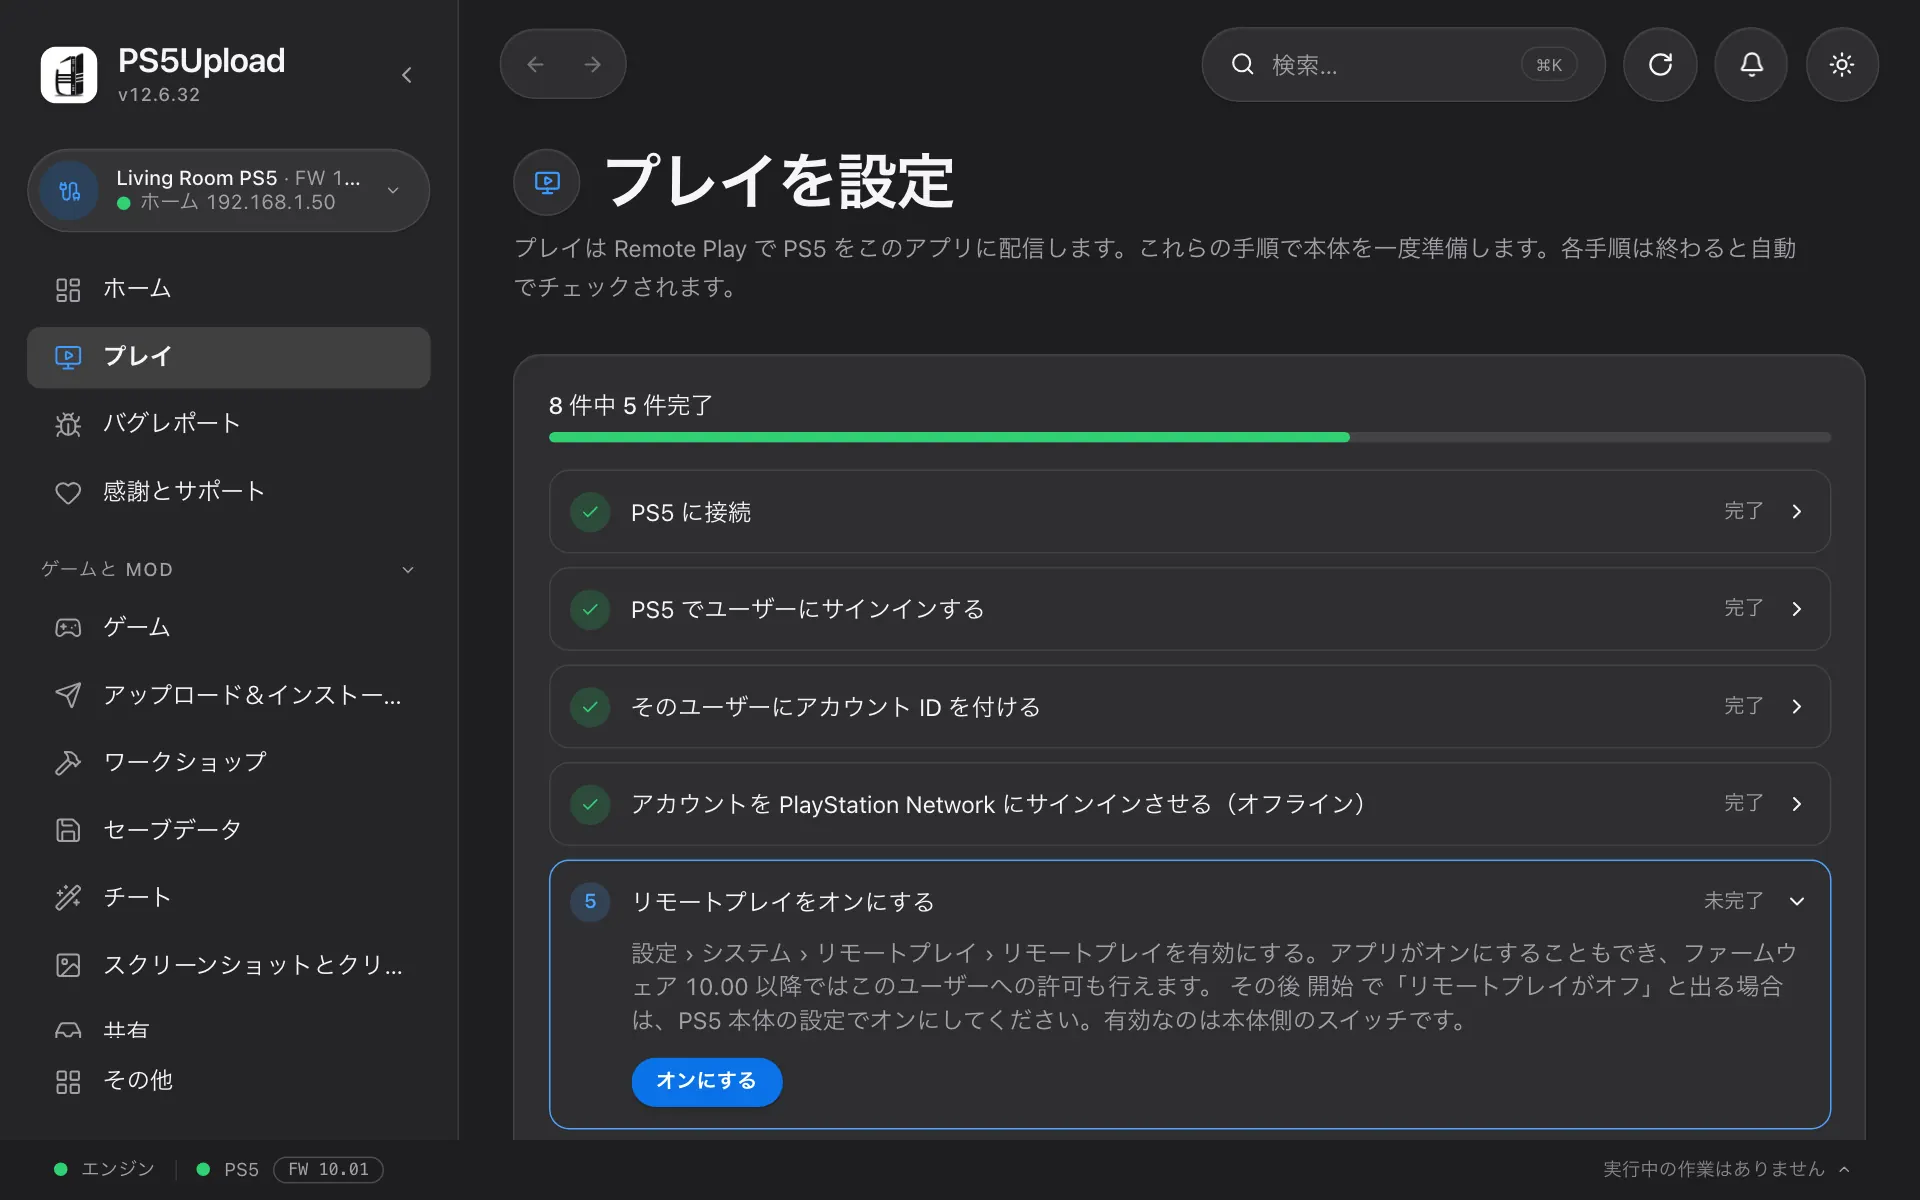 PS5Upload
v12.6.32
Living Room PS5 · FW 1...
ホーム 192.168.1.50
ホーム
プレイ
バグレポート
感謝とサポート
ゲームと MOD
ゲーム
アップロード＆インストー...
ワークショップ
セーブデータ
チート
スクリーンショットとクリ...
共有
その他
検索...
⌘K
プレイを設定
プレイは Remote Play で PS5 をこのアプリに配信します。これらの手順で本体を一度準備します。各手順は終わると自動
でチェックされます。
8 件中 5 件完了
PS5 に接続
完了
PS5 でユーザーにサインインする
完了
そのユーザーにアカウント ID を付ける
完了
アカウントを PlayStation Network にサインインさせる（オフライン）
完了
5
リモートプレイをオンにする
未完了
設定 › システム › リモートプレイ › リモートプレイを有効にする。アプリがオンにすることもでき、ファームウ
ェア 10.00 以降ではこのユーザーへの許可も行えます。 その後 開始 で「リモートプレイがオフ」と出る場合
は、PS5 本体の設定でオンにしてください。有効なのは本体側のスイッチです。
オンにする
エンジン
PS5
FW 10.01
実行中の作業はありません